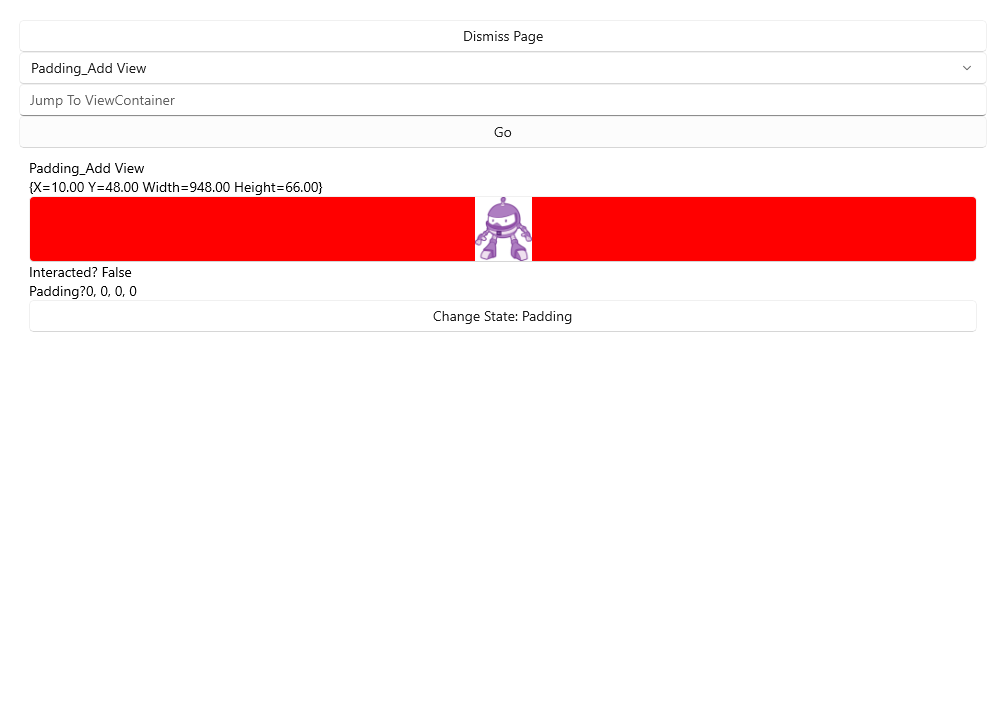 Dismiss Page
Padding_Add View
Jump To ViewContainer
Go
Padding_Add View
{X=10.00 Y=48.00 Width=948.00 Height=66.00}
Interacted? False
Padding?0, 0, 0, 0
Change State: Padding